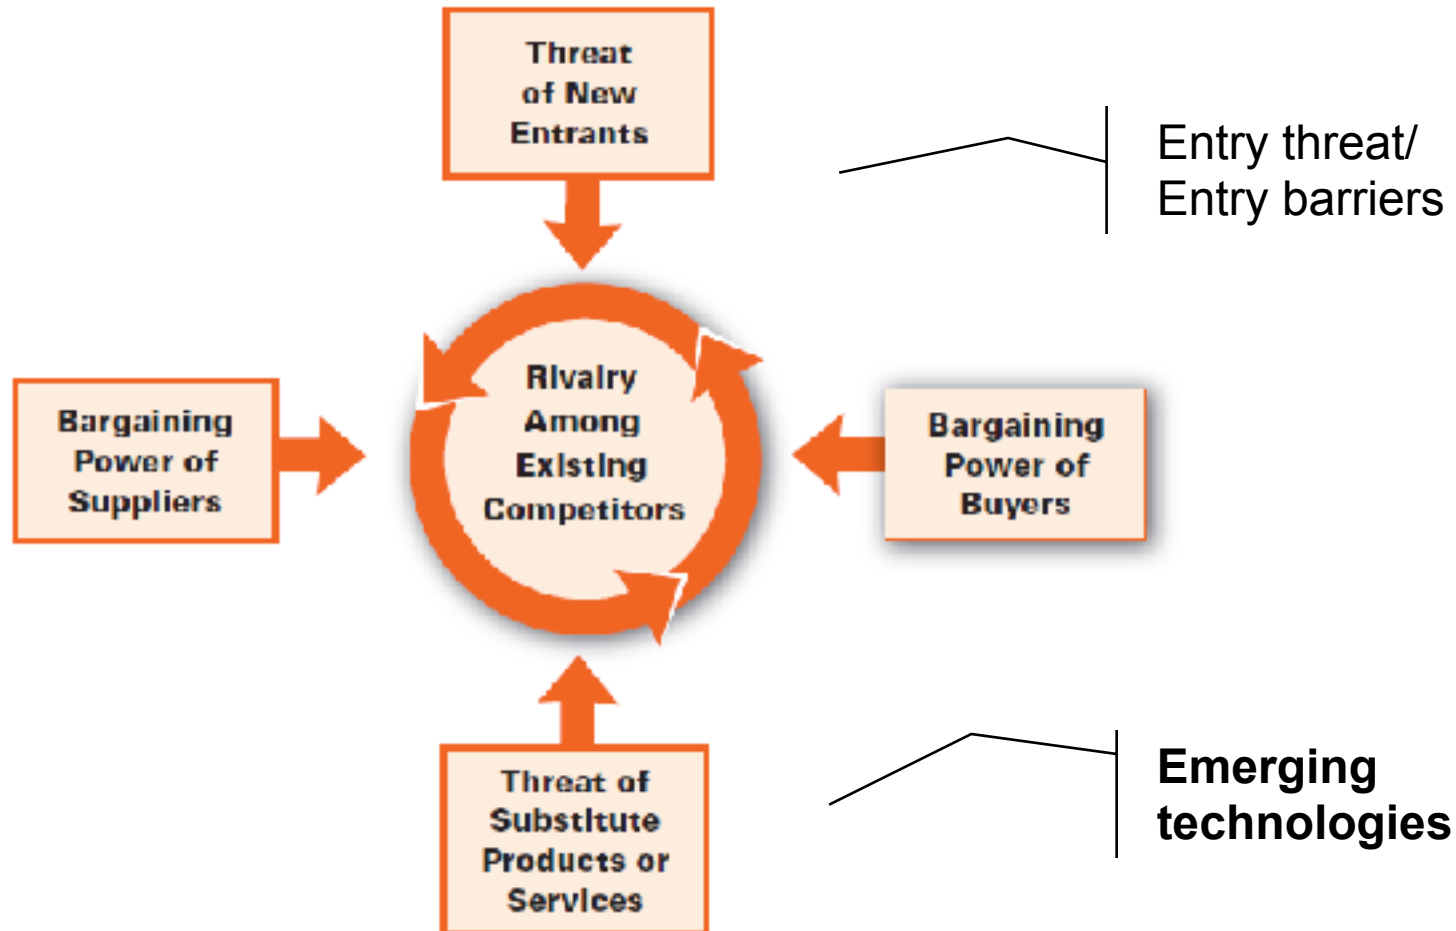 Threat
of New
Entrants
Entry threat/
Entry barriers
Bargaining
Power of
Suppliers
Rivalry
Among
Existing
Competitors
Bargaining
Power of
Buyers
Threat of
Substitute
Products or
Services
Emerging
technologies